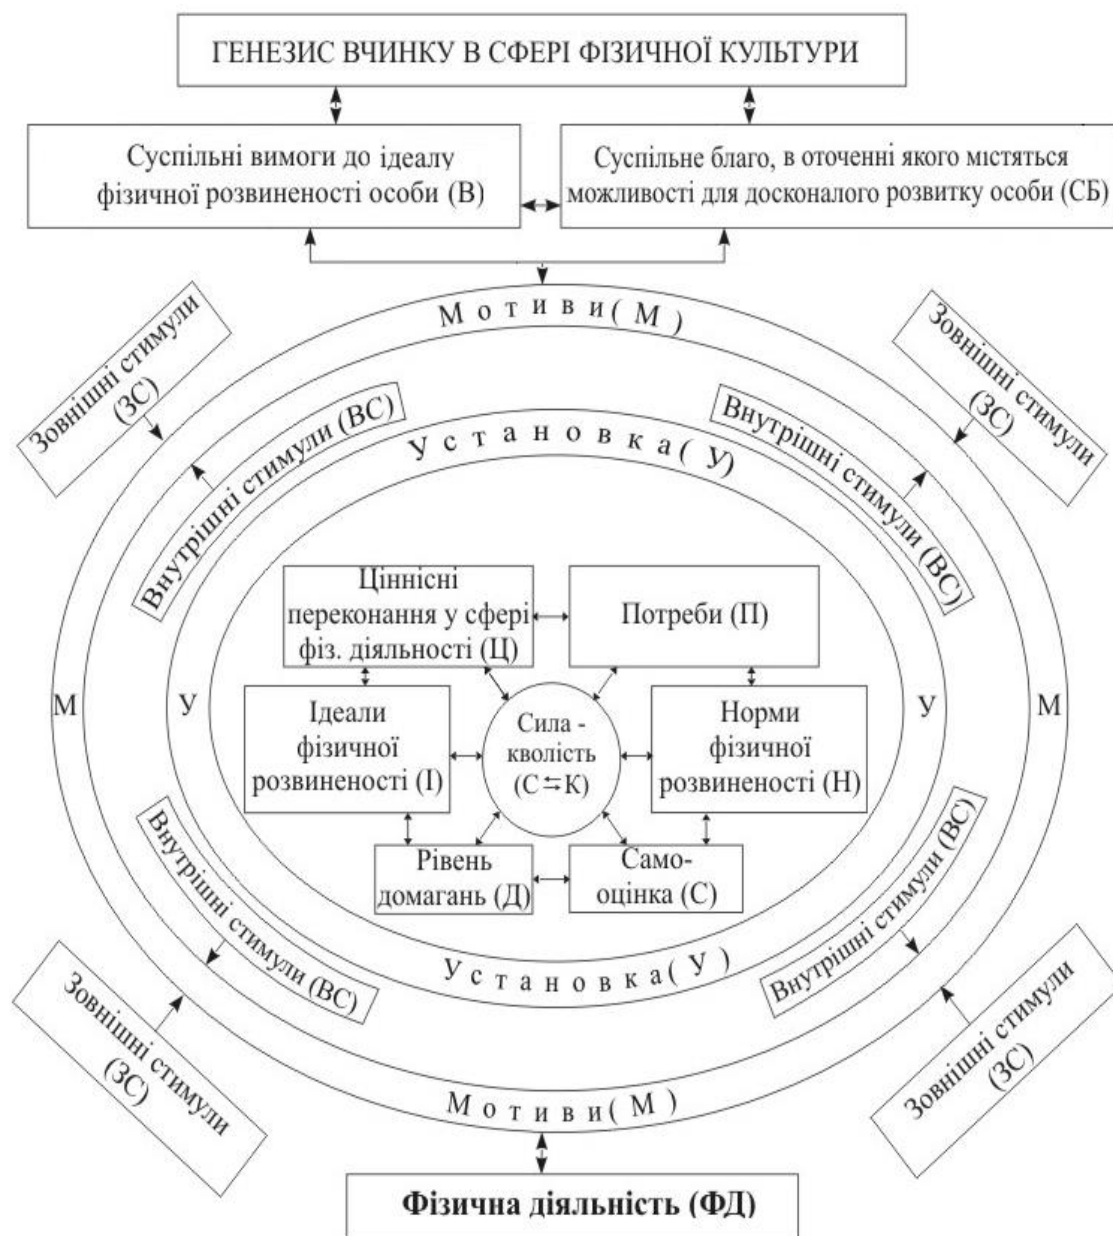 ГЕНЕЗИС ВЧИНКУ В СФЕРІ ФІЗИЧНОЇ КУЛЬТУРИ
Суспільні вимоги до ідеалу
фізичної розвиненості особи (В)
Суспільне благо, в оточенні якого містяться
можливості для досконалого розвитку особи (СБ)
Мотиви (М)
Зовнішні стимули
(ЗС)
Зовнішні стимули
(ЗС)
Внутрішні стимули (ВС)
Внутрішні стимули (ВС)
Установка (У)
Ціннісні
переконання у сфері
фіз. діяльності (Ц)
Потреби (П)
М
У
Ідеали
фізичної
розвиненості (І)
Сила -
кволість
(С ⇆ К)
Норми
фізичної
розвиненості (Н)
У
М
Рівень
домагань (Д)
Само-
оцінка (С)
Внутрішні стимули (ВС)
Внутрішні стимули (ВС)
Установка (У)
Зовнішні стимули
(ЗС)
Зовнішні стимули
(ЗС)
Мотиви (М)
Фізична діяльність (ФД)